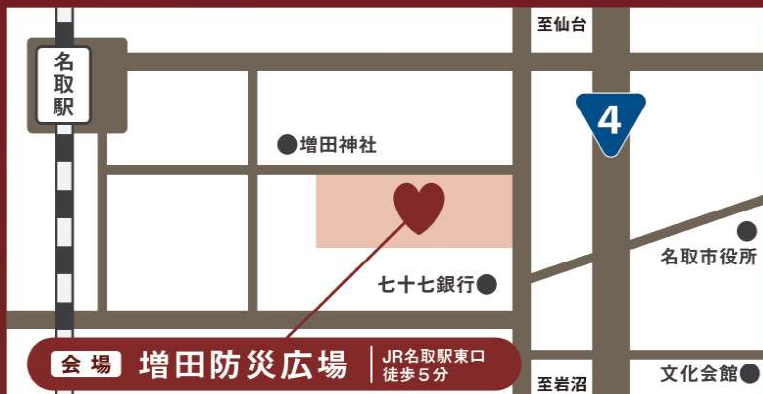 至仙台
名取駅
4
増田神社
名取市役所
七十七銀行
会場 増田防災広場 JR名取駅東口
徒歩5分
至岩沼
文化会館